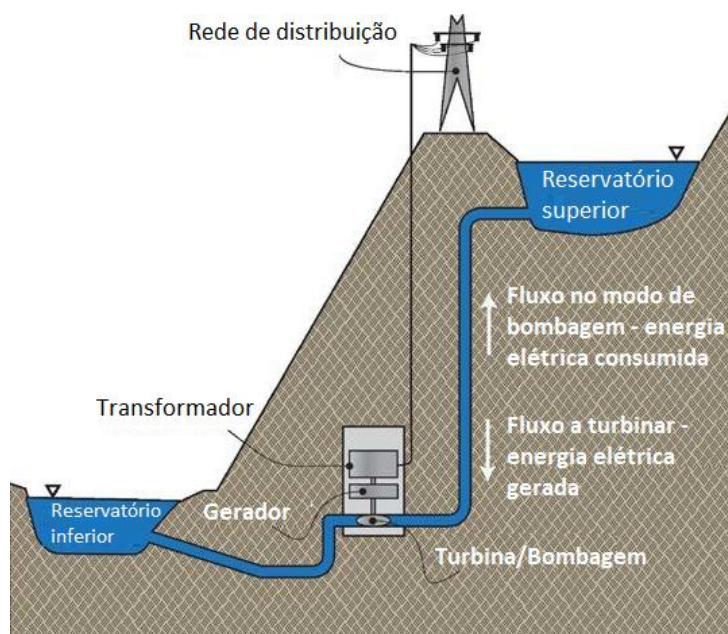 Rede de distribuição
Reservatório
superior
Fluxo no modo de
bombagem - energia
elétrica consumida
Transformador
Fluxo a turbinar -
energia elétrica
gerada
Reservatório
inferior
Gerador
Turbina/Bombagem